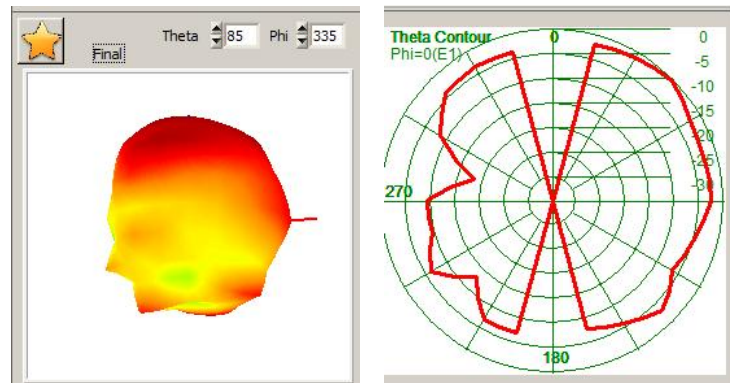 Theta 85 Phi 335
Final
Theta Contour 0 0
Phi=0(E1) -5
-10
-15
-20
-25
270 -30
180